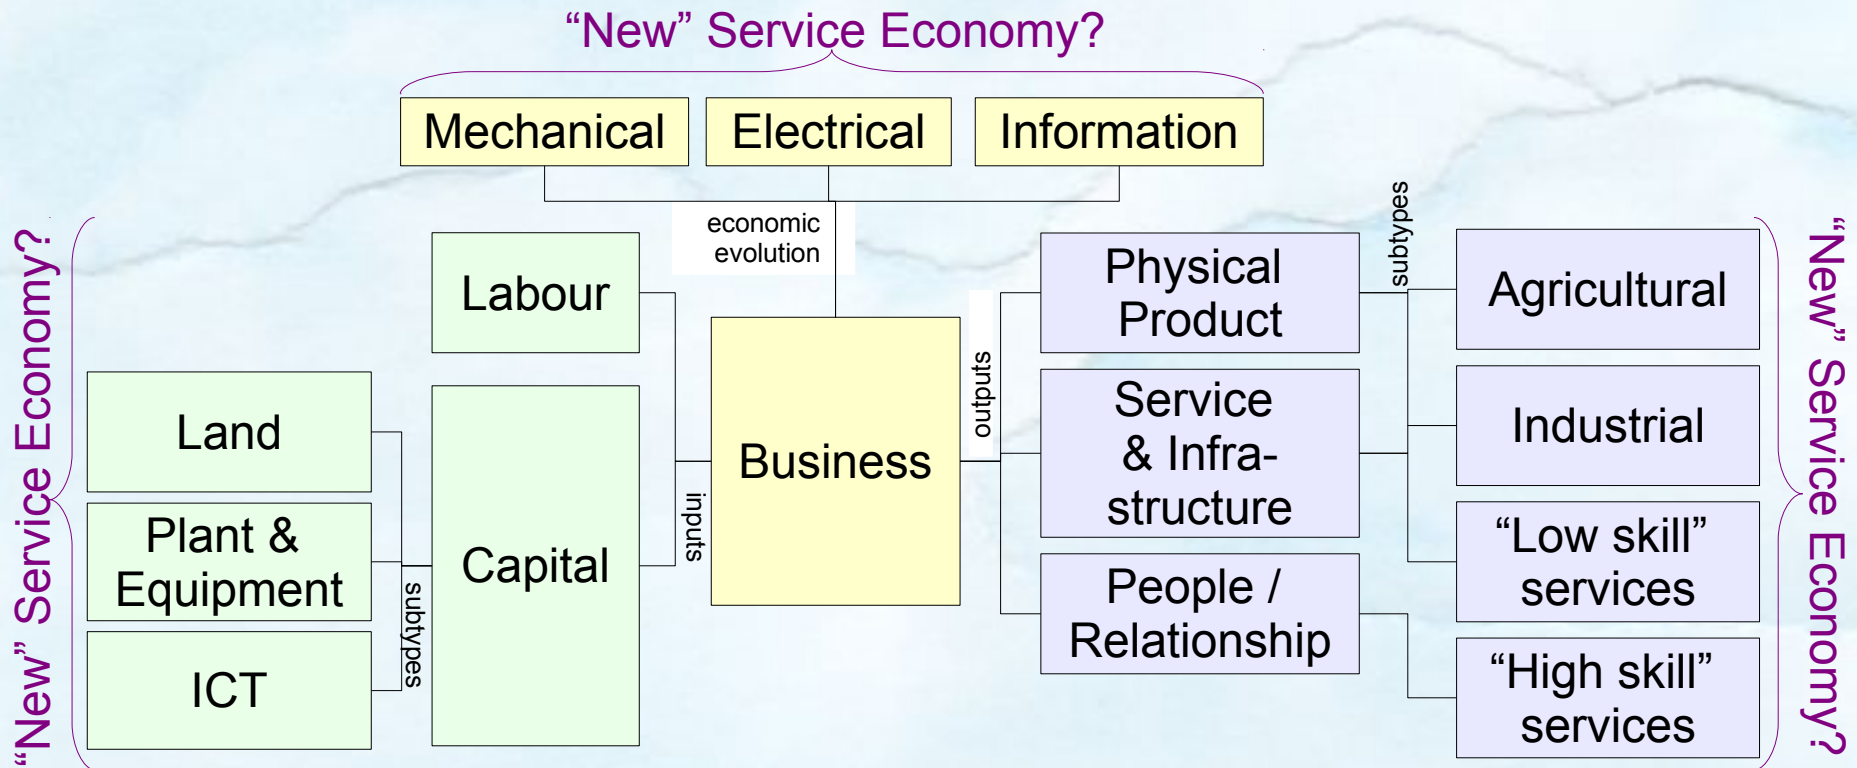 “New” Service Economy?
Mechanical
Electrical
Information
economic
evolution
“New” Service Economy?
Labour
Land
Plant &
Equipment
ICT
subtypes
Capital
inputs
Business
outputs
Physical
Product
Service
& Infra-
structure
People /
Relationship
subtypes
Agricultural
Industrial
“Low skill”
services
“High skill”
services
“New” Service Economy?